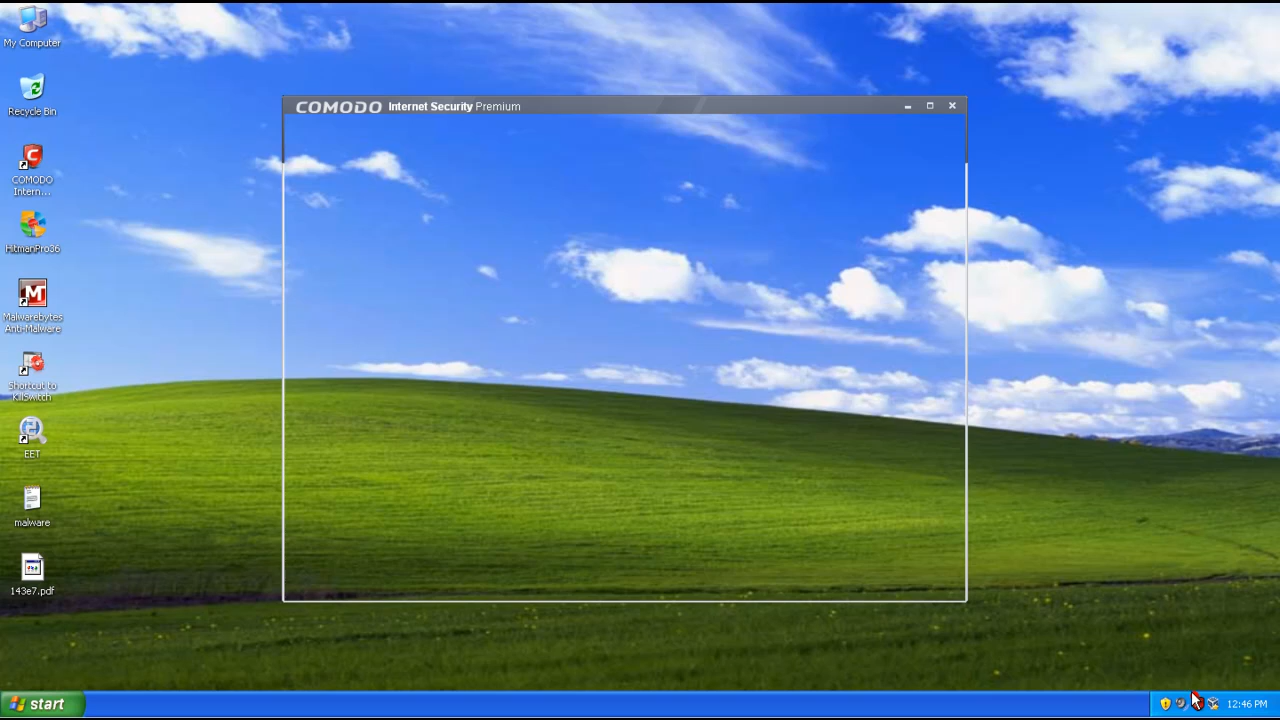 My Computer
Recycle Bin
COMODO
Intern...
HitmanPro36
Malwarebytes
Anti-Malware
Shortcut to
KillSwitch
EET
malware
143e7.pdf
COMODO Internet Security Premium
start
12:46 PM